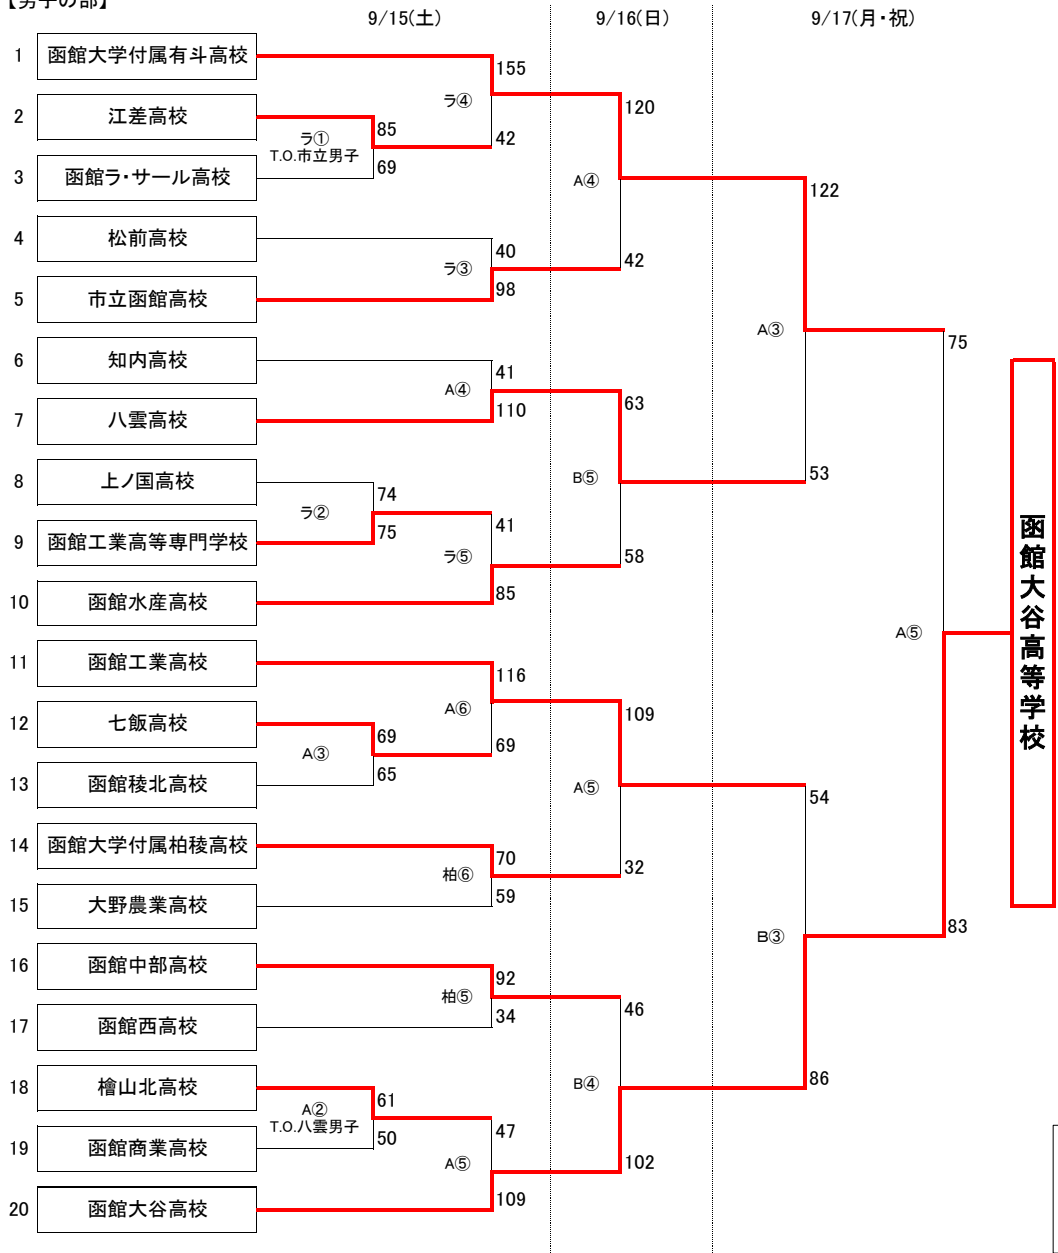 【男子の部】
9/15(土)
9/16(日)
9/17(月・祝)
1
函館大学付属有斗高校
155
ラ④
120
2
江差高校
85
ラ①
T.O.市立男子
42
3
函館ラ・サール高校
69
A④
122
4
松前高校
40
ラ③
42
5
市立函館高校
98
A③
75
6
知内高校
41
A④
63
7
八雲高校
110
B⑤
53
8
上ノ国高校
74
ラ②
9
函館工業高等専門学校
75
41
ラ⑤
58
10
函館水産高校
85
A⑤
函館大谷高等学校
11
函館工業高校
116
A⑥
109
12
七飯高校
69
A③
69
13
函館稜北高校
65
A⑤
54
14
函館大学付属柏稜高校
70
柏⑥
32
15
大野農業高校
59
B③
83
16
函館中部高校
92
柏⑤
46
17
函館西高校
34
B④
86
18
檜山北高校
61
A②
T.O.八雲男子
47
19
函館商業高校
50
A⑤
102
20
函館大谷高校
109